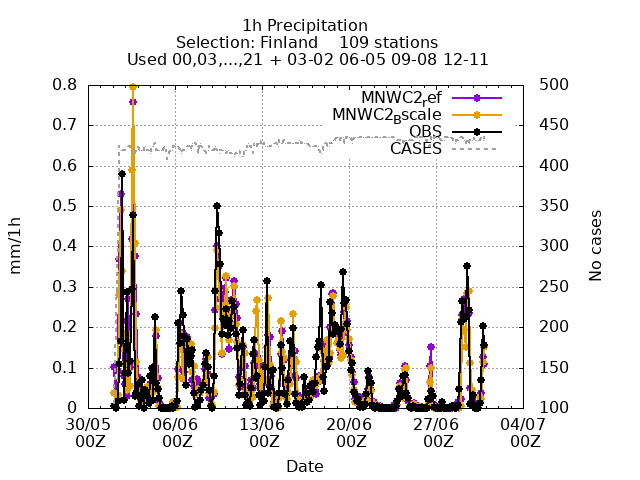 1h Precipitation
Selection: Finland    109 stations
Used 00,03,...,21 + 03-02 06-05 09-08 12-11
MNWC2ref
MNWC2Bscale
OBS
CASES
mm/1h
0.8
0.7
0.6
0.5
0.4
0.3
0.2
0.1
0
No cases
500
450
400
350
300
250
200
150
100
30/05 06/06 13/06 20/06 27/06 04/07
00Z 00Z 00Z 00Z 00Z 00Z
Date